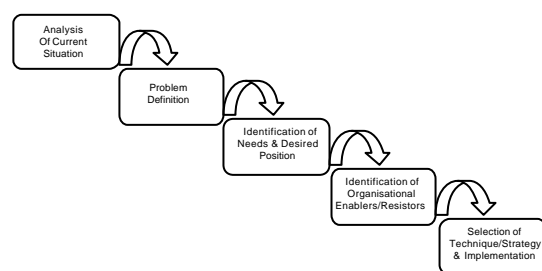 Analysis
Of Current
Situation
Problem
Definition
Identification of
Needs & Desired
Position
Identification of
Organisational
Enablers/Resistors
Selection of
Technique/Strategy
& Implementation